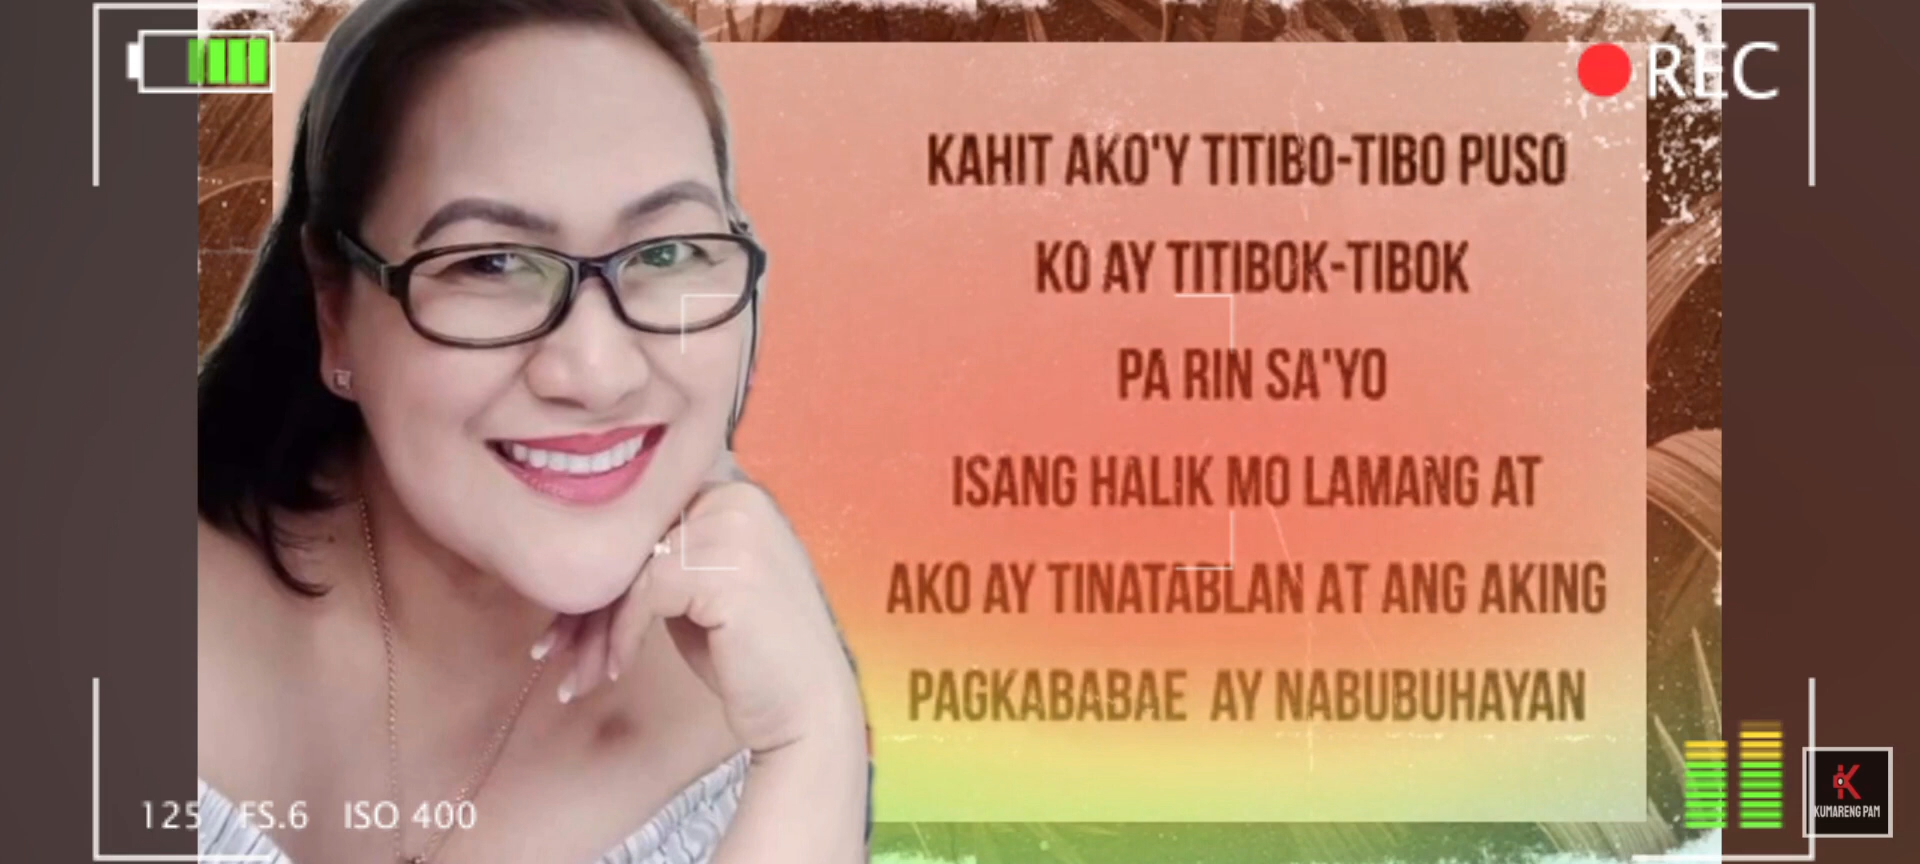 REC
KAHIT AKO'Y TITIBO-TIBO PUSO
KO AY TITIBOK-TIBOK
PA RIN SA'YO
ISANG HALIK MO LAMANG AT
AKO AY TINATABLAN AT ANG AKING
PAGKABABAE AY NABUBUHAYAN
125 FS.6 ISO 400
K
KUMARENG PAM